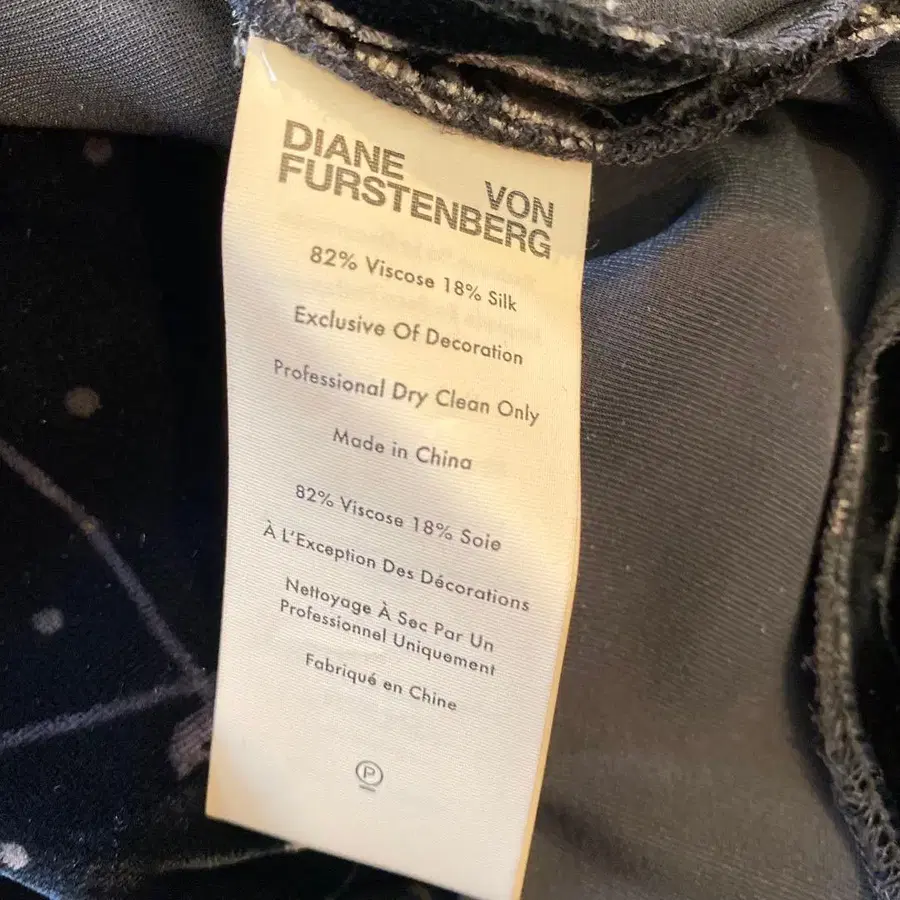 DIANE VON
FURSTENBERG
82% Viscose 18% Silk
Exclusive Of Decoration
Professional Dry Clean Only
Made in China
82% Viscose 18% Soie
À L'Exception Des Décorations
Nettoyage À Sec Par Un
Professionnel Uniquement
Fabriqué en Chine
P